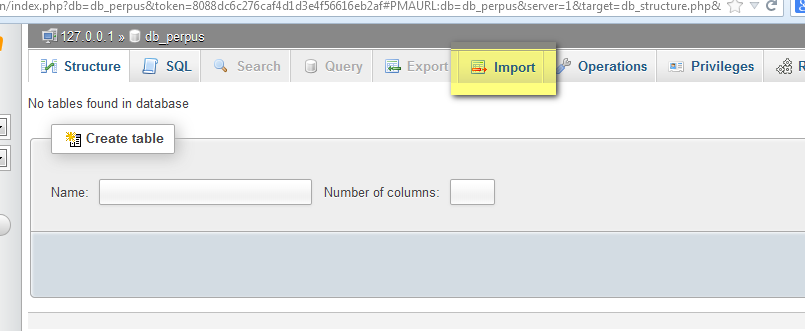 n/index.php?db=db_perpus&token=8088dc6c276caf4d1d3e4f56616eb2af#PMAURL:db=db_perpus&server=1&target=db_structure.php&
127.0.0.1 » db_perpus
Structure SQL Search Query Export Import Operations Privileges R
No tables found in database
Create table
Name: Number of columns: